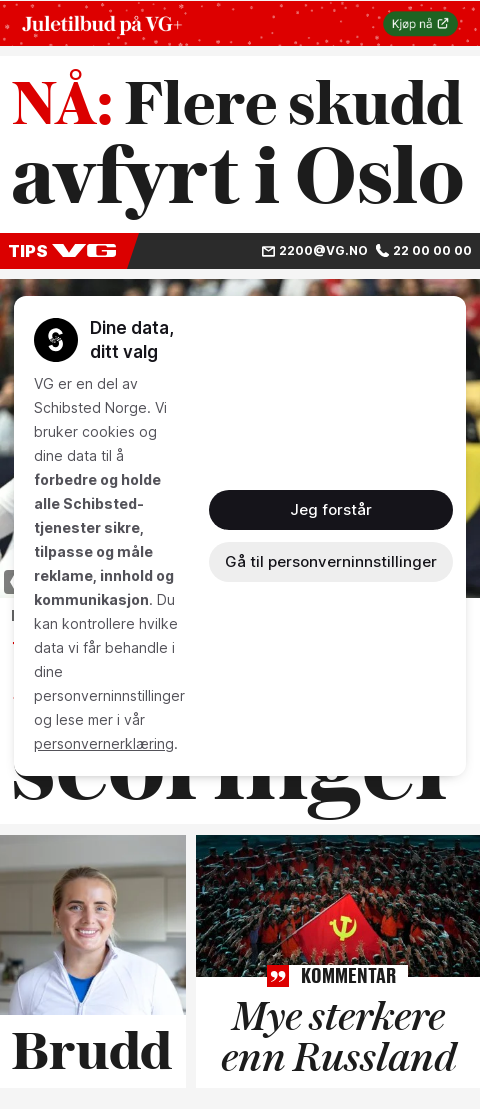 Juletilbud på VG+
Kjøp nå
NÅ: Flere skudd
avfyrt i Oslo
TIPS VG
2200@VG.NO
22 00 00 00
Dine data,
ditt valg
VG er en del av
Schibsted Norge. Vi
bruker cookies og
dine data til å
forbedre og holde
alle Schibsted-
tjenester sikre,
tilpasse og måle
reklame, innhold og
kommunikasjon. Du
kan kontrollere hvilke
data vi får behandle i
dine
personverninnstillinger
og lese mer i vår
personvernerklæring.
Jeg forstår
Gå til personverninnstillinger
scoringer
Brudd
KOMMENTAR
Mye sterkere
enn Russland